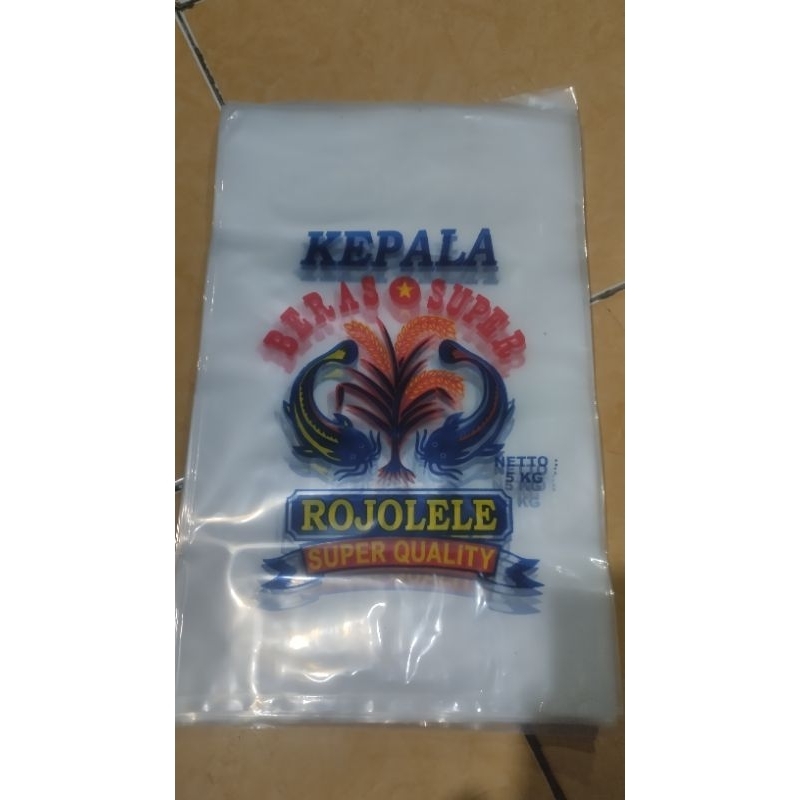 KEPALA
BERAS SUPER
NETTO
5 KG
ROJOLELE
SUPER QUALITY